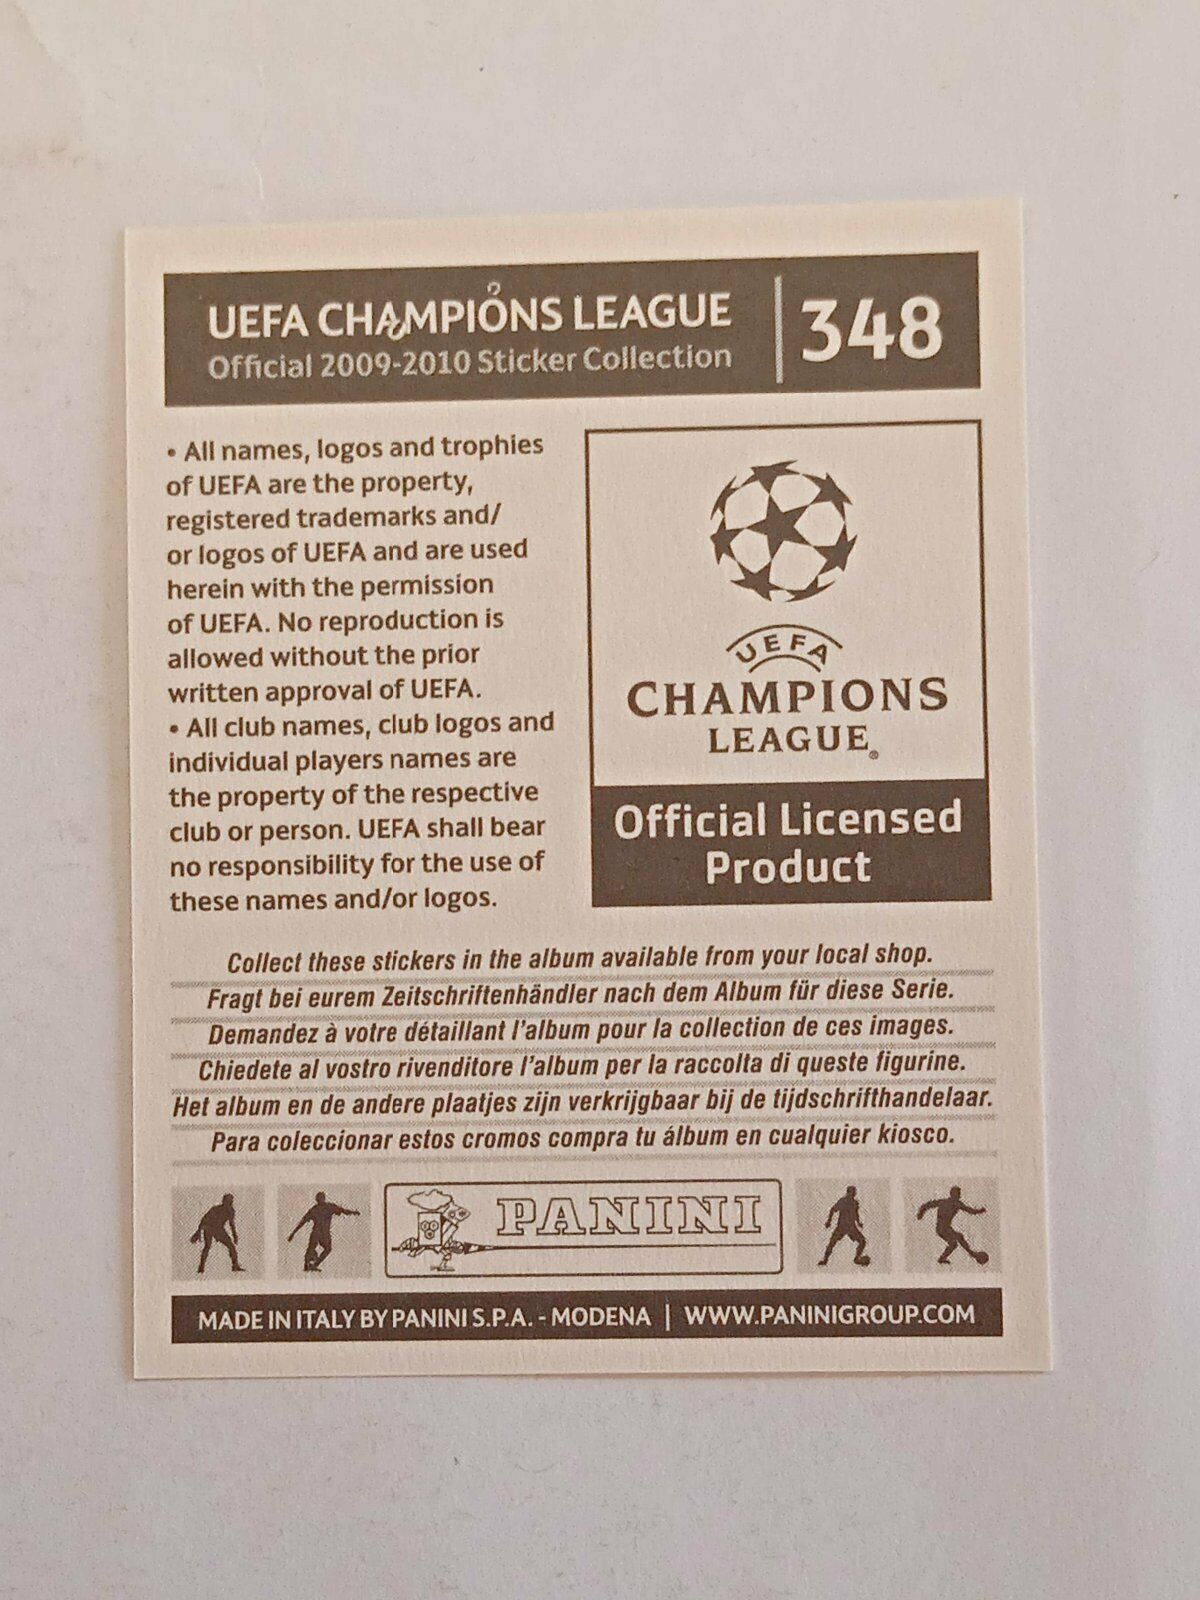 UEFA CHAMPIONS LEAGUE
Official 2009-2010 Sticker Collection
348
• All names, logos and trophies
of UEFA are the property,
registered trademarks and/
or logos of UEFA and are used
herein with the permission
of UEFA. No reproduction is
allowed without the prior
written approval of UEFA.
• All club names, club logos and
individual players names are
the property of the respective
club or person. UEFA shall bear
no responsibility for the use of
these names and/or logos.
UEFA
CHAMPIONS
LEAGUE®
Official Licensed
Product
Collect these stickers in the album available from your local shop.
Fragt bei eurem Zeitschriftenhändler nach dem Album für diese Serie.
Demandez à votre détaillant l'album pour la collection de ces images.
Chiedete al vostro rivenditore l'album per la raccolta di queste figurine.
Het album en de andere plaatjes zijn verkrijgbaar bij de tijdschrifthandelaar.
Para coleccionar estos cromos compra tu álbum en cualquier kiosco.
PANINI
MADE IN ITALY BY PANINI S.P.A. - MODENA | WWW.PANINIGROUP.COM